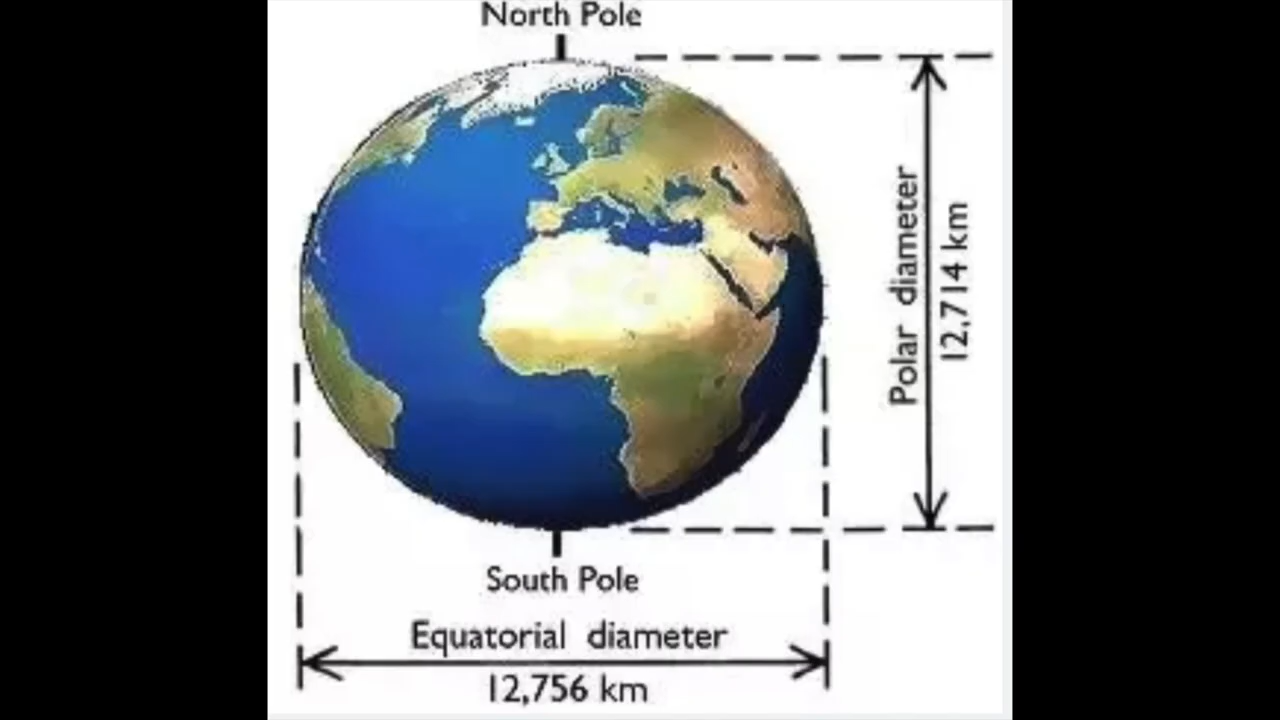 North Pole
Polar diameter
12,714 km
South Pole
Equatorial diameter
12,756 km